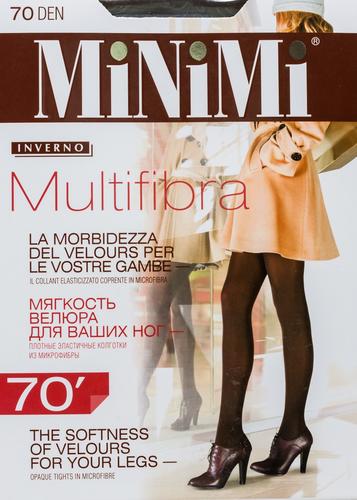 70 DEN
MiNiMi®
INVERNO
Multifibra
LA MORBIDEZZA
DEL VELOURS PER
LE VOSTRE GAMBE —
IL COLLANT ELASTICIZZATO COPRENTE IN MICROFIBRA
МЯГКОСТЬ
ВЕЛЮРА
ДЛЯ ВАШИХ НОГ —
ПЛОТНЫЕ ЭЛАСТИЧНЫЕ КОЛГОТКИ
ИЗ МИКРОФИБРЫ
70’
THE SOFTNESS
OF VELOURS
FOR YOUR LEGS —
OPAQUE TIGHTS IN MICROFIBRE